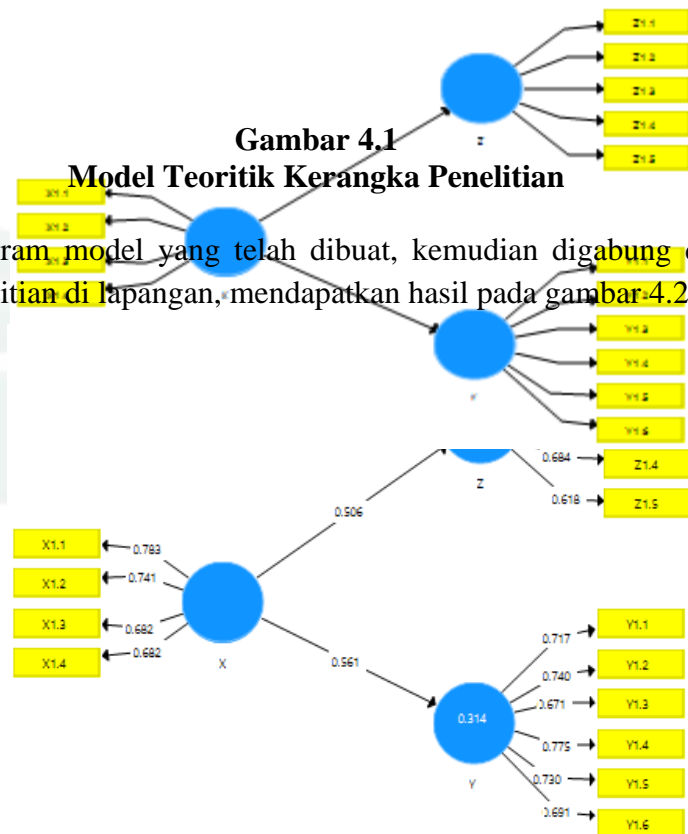 Z1.1
Z1.2
Z1.3
Z1.4
Z1.5
Z
Gambar 4.1
Model Teoritik Kerangka Penelitian
X1.1
X1.2
ram model yang telah dibuat, kemudian digabung
itian di lapangan, mendapatkan hasil pada gambar 4.2
Y1.3
Y1.4
Y1.5
Y1.6
Y
0.684
Z1.4
0.618
Z1.5
Z
0.506
X1.1
0.783
X1.2
0.741
X1.3
0.682
X1.4
0.682
X
0.561
0.717
Y1.1
0.740
Y1.2
0.671
Y1.3
0.314
0.775
Y1.4
0.730
Y1.5
Y
0.691
Y1.6